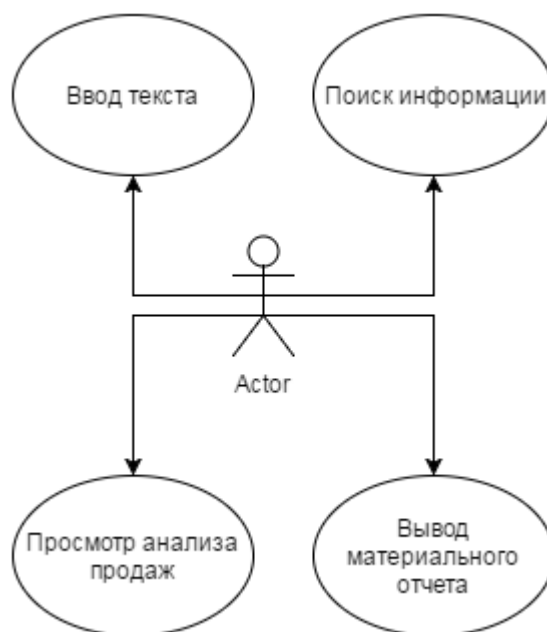 Ввод текста
Поиск информации
Actor
Просмотр анализа
продаж
Вывод
материального
отчета